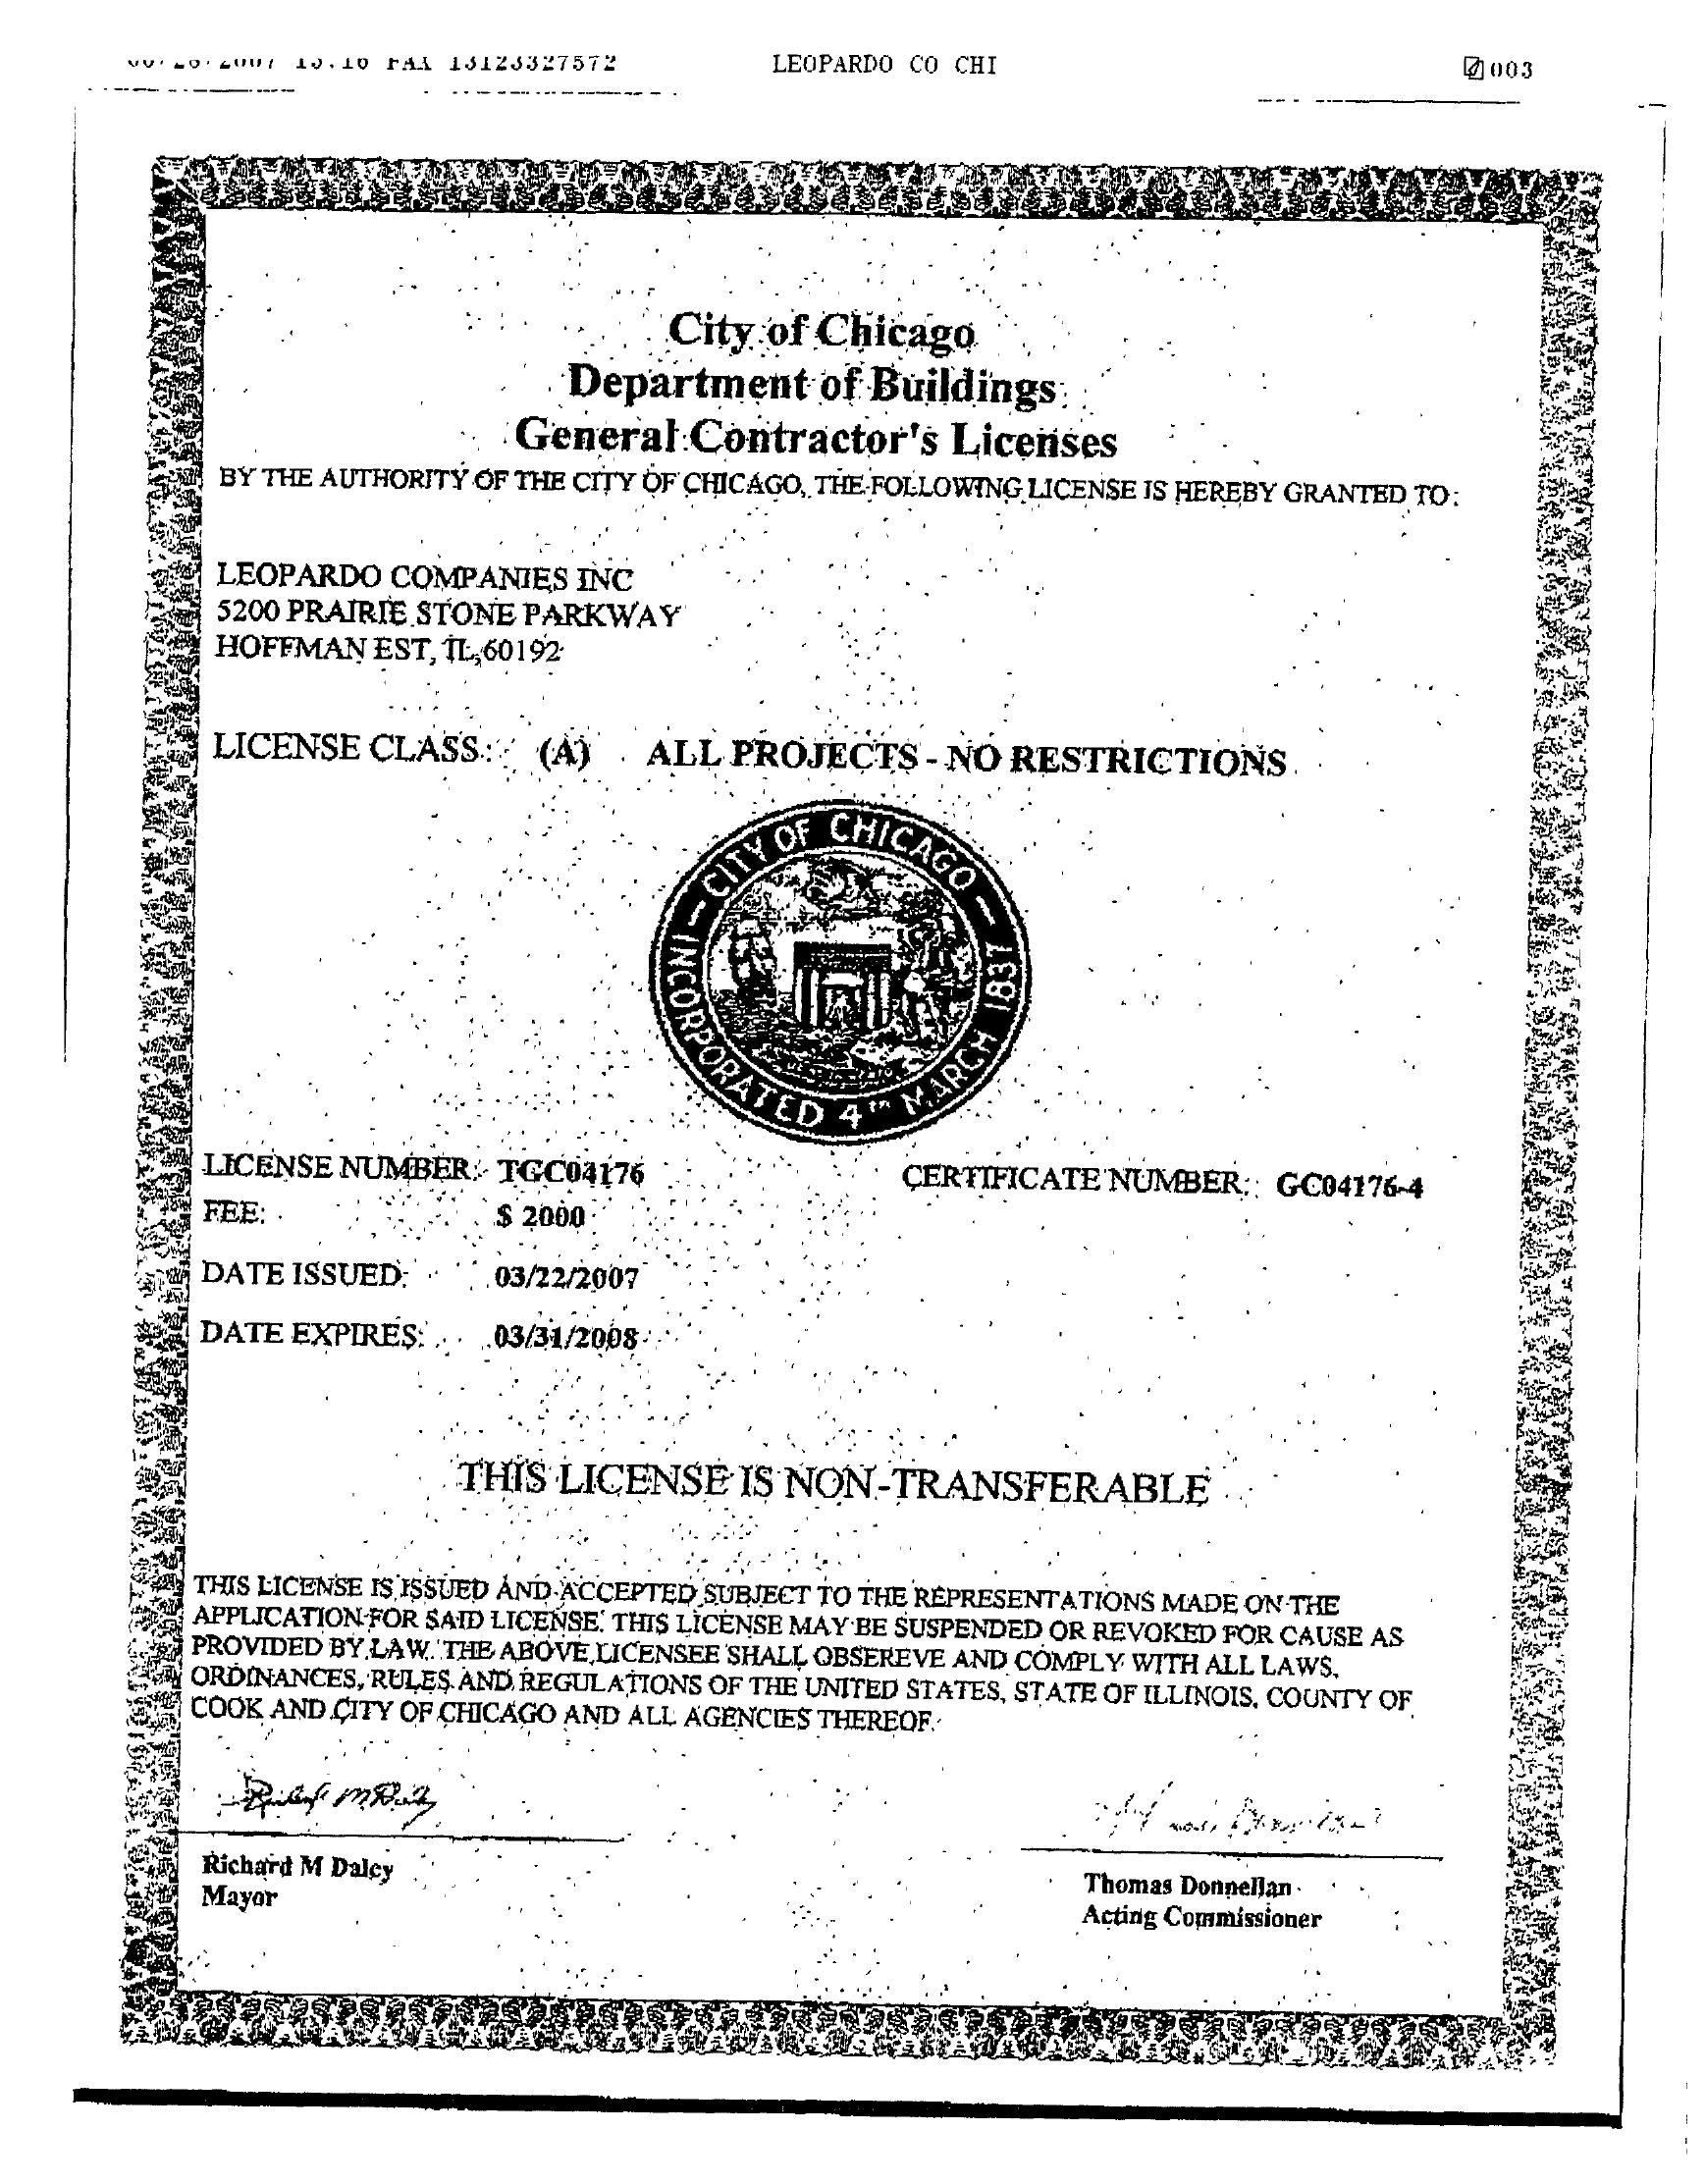 FAX 13123327572 LEOPARDO CO CHI 003
City of Chicago
Department of Buildings
General Contractor's Licenses
BY THE AUTHORITY OF THE CITY OF CHICAGO, THE FOLLOWING LICENSE IS HEREBY GRANTED TO:
LEOPARDO COMPANIES INC
5200 PRAIRIE STONE PARKWAY
HOFFMAN EST, IL, 60192
LICENSE CLASS: (A) ALL PROJECTS - NO RESTRICTIONS
CITY OF CHICAGO
INCORPORATED 4TH MARCH 1837
LICENSE NUMBER: TGC04176 CERTIFICATE NUMBER: GC04176-4
FEE: $ 2000
DATE ISSUED: 03/22/2007
DATE EXPIRES: 03/31/2008
THIS LICENSE IS NON-TRANSFERABLE
THIS LICENSE IS ISSUED AND ACCEPTED SUBJECT TO THE REPRESENTATIONS MADE ON THE
APPLICATION FOR SAID LICENSE. THIS LICENSE MAY BE SUSPENDED OR REVOKED FOR CAUSE AS
PROVIDED BY LAW. THE ABOVE LICENSEE SHALL OBSEREVE AND COMPLY WITH ALL LAWS,
ORDINANCES, RULES AND REGULATIONS OF THE UNITED STATES, STATE OF ILLINOIS, COUNTY OF
COOK AND CITY OF CHICAGO AND ALL AGENCIES THEREOF.
Richard M Daley
Mayor
Thomas Donnellan
Acting Commissioner